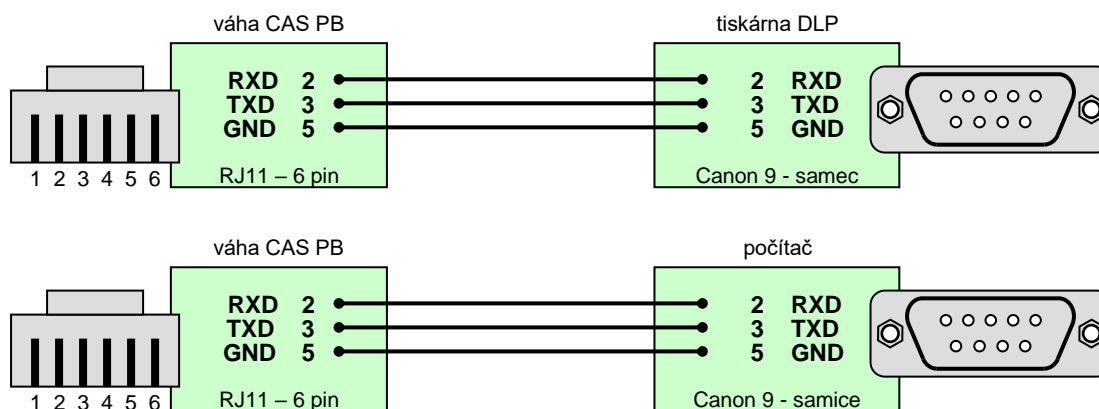 váha CAS PB
tiskárna DLP
RXD 2
2 RXD
TXD 3
3 TXD
GND 5
5 GND
1 2 3 4 5 6
RJ11 – 6 pin
Canon 9 - samec
váha CAS PB
počítač
RXD 2
2 RXD
TXD 3
3 TXD
GND 5
5 GND
1 2 3 4 5 6
RJ11 – 6 pin
Canon 9 - samice